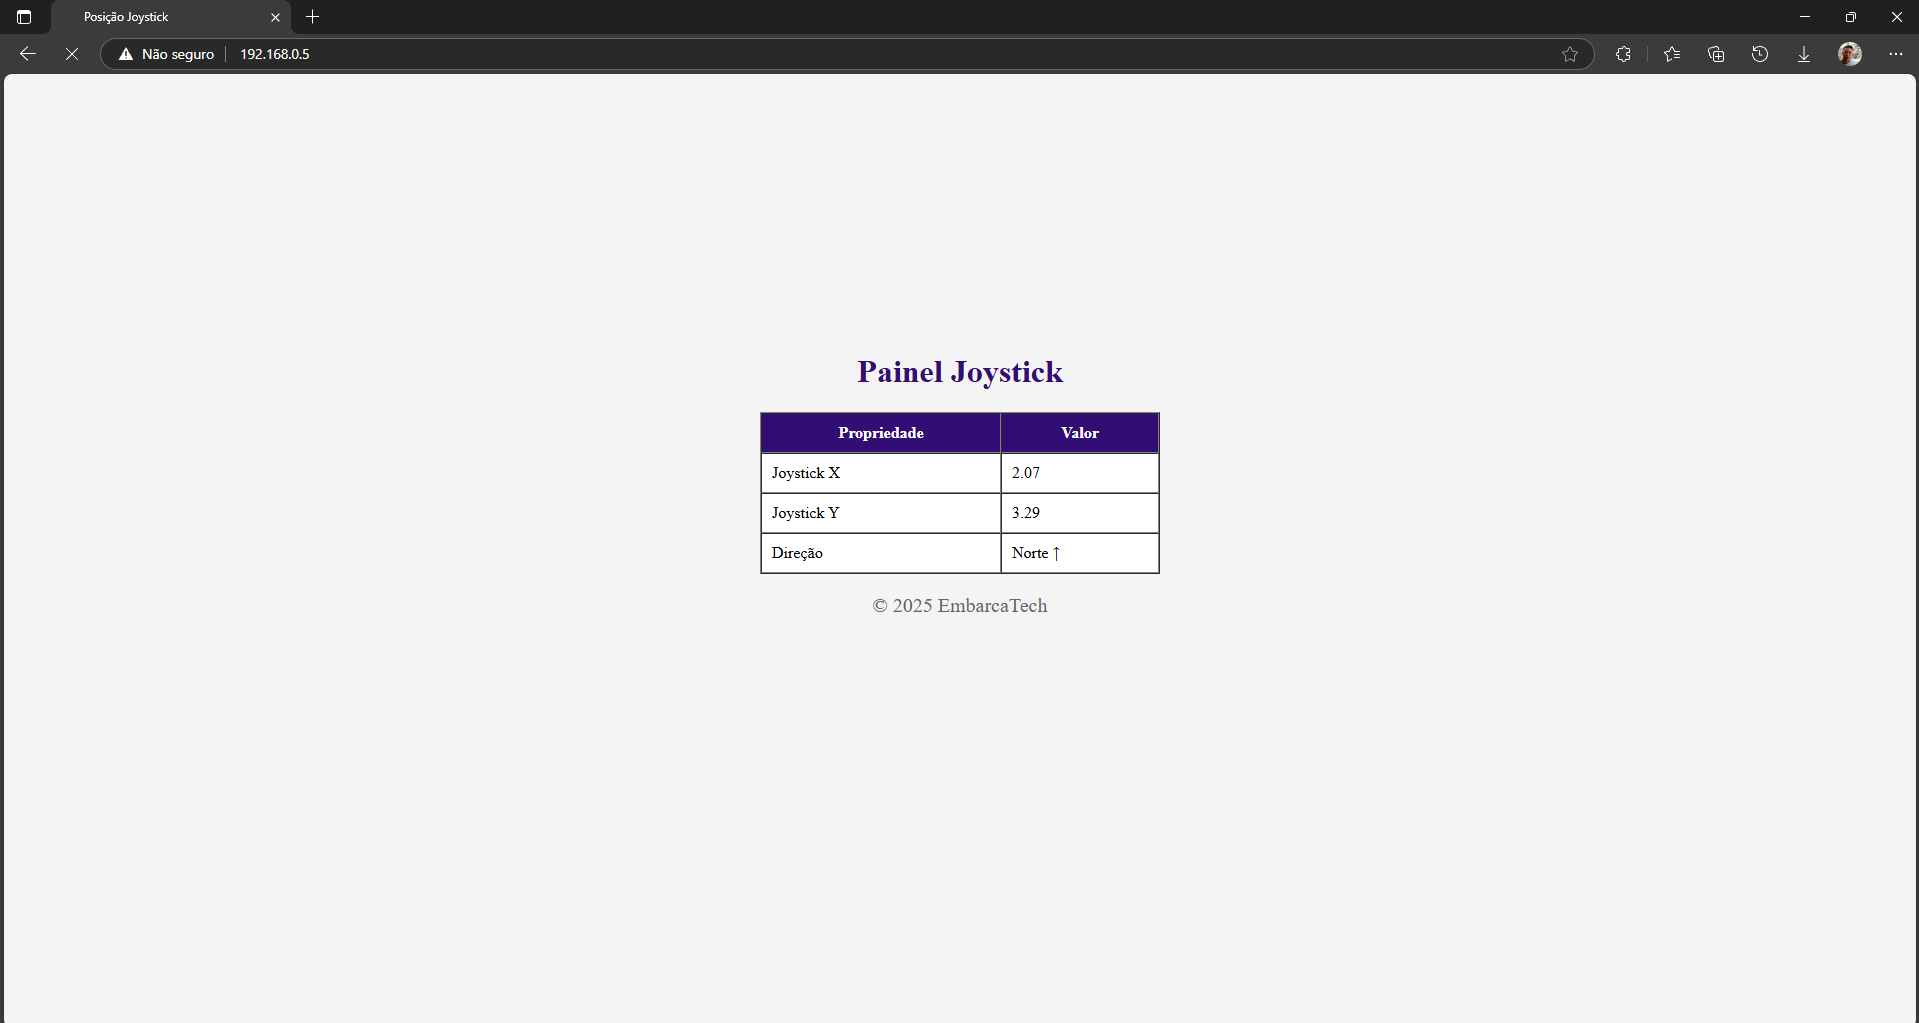 Posição Joystick
Não seguro 192.168.0.5
Painel Joystick
Propriedade Valor
Joystick X 2.07
Joystick Y 3.29
Direção Norte ↑
© 2025 EmbarcaTech